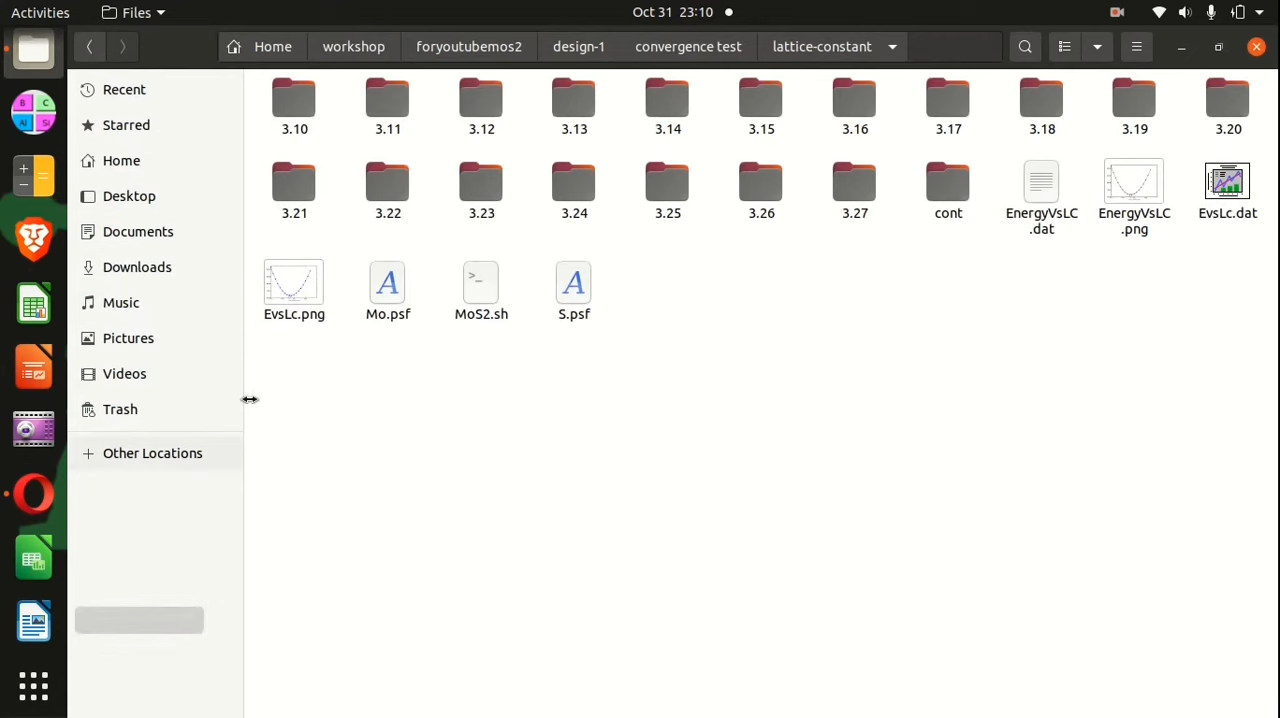 Activities
Files
Oct 31 23:10
Home
workshop
foryoutubemos2
design-1
convergence test
lattice-constant
Recent
Starred
Home
Desktop
Documents
Downloads
Music
Pictures
Videos
Trash
Other Locations
3.10
3.11
3.12
3.13
3.14
3.15
3.16
3.17
3.18
3.19
3.20
3.21
3.22
3.23
3.24
3.25
3.26
3.27
cont
EnergyVsLC
.dat
EnergyVsLC
.png
EvsLc.dat
EvsLc.png
Mo.psf
MoS2.sh
S.psf
A
>_
A
B
C
Al
Si